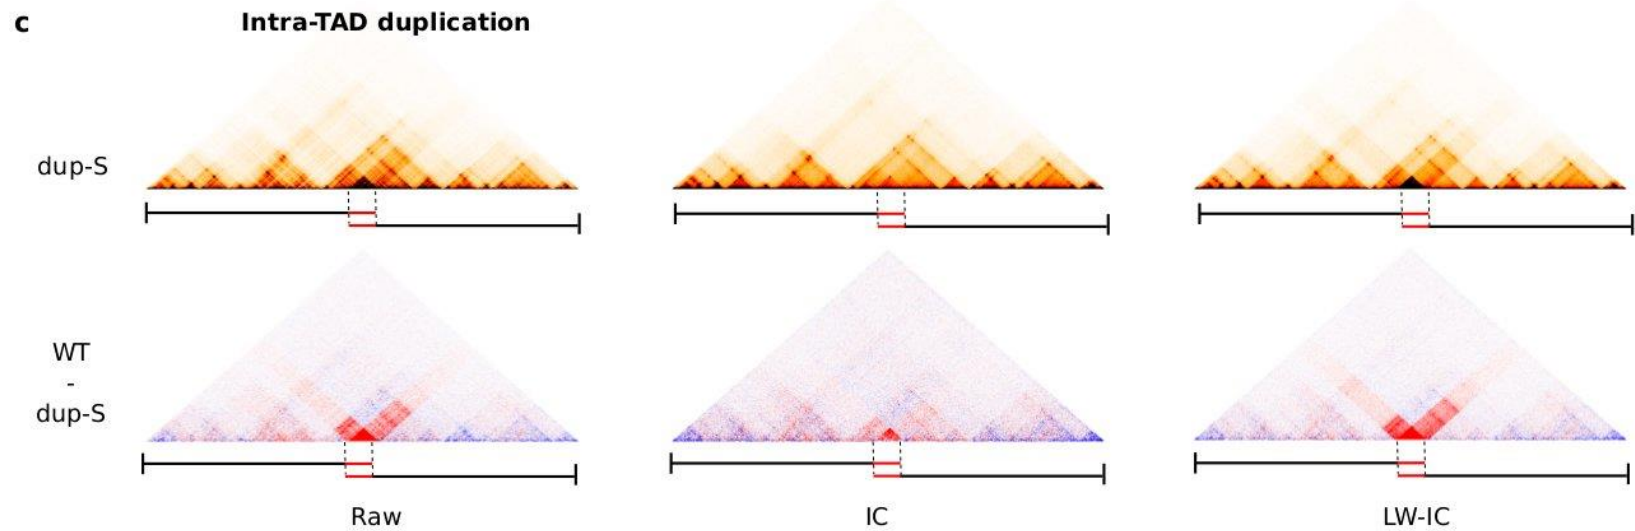 c
Intra-TAD duplication
dup-S
WT
-
dup-S
Raw
IC
LW-IC